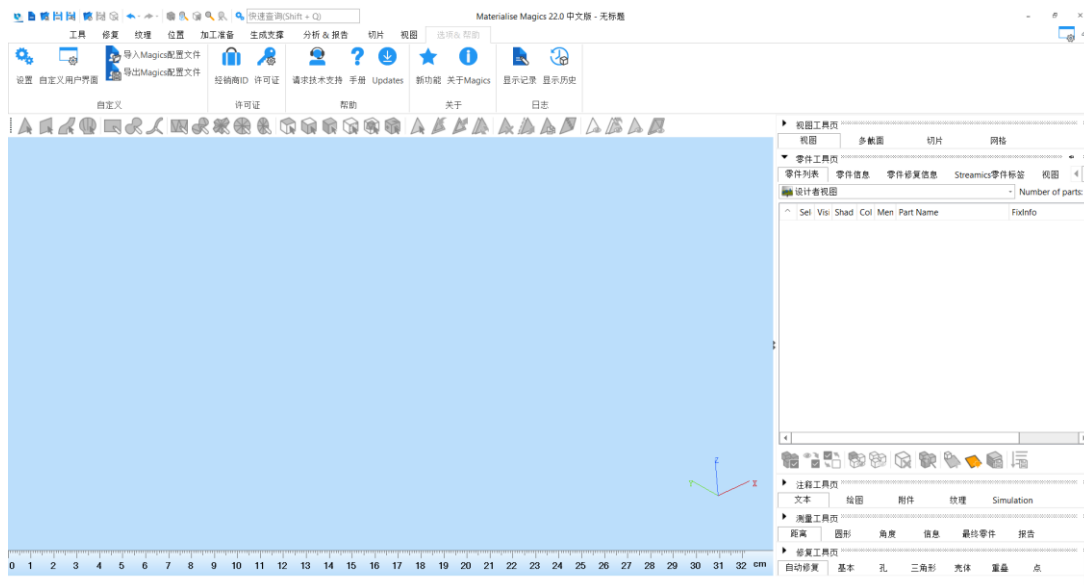 快速查询(Shift + Q)
Materialise Magics 22.0 中文版 - 无标题
工具 修复 纹理 位置 加工准备 生成支撑 分析 & 报告 切片 视图 选项 & 帮助
设置 自定义用户界面 导入Magics配置文件
导出Magics配置文件
经销商ID 许可证 请求技术支持 手册 Updates 新功能 关于Magics 显示记录 显示历史
自定义 许可证 帮助 关于 日志
视图工具页
视图 多截面 切片 网格
零件工具页
零件列表 零件信息 零件修复信息 Streamics零件标签 视图
设计者视图 Number of parts:
Sel Visi Shad Col Men Part Name FixInfo
Z
Y X
注释工具页
文本 绘图 附件 纹理 Simulation
测量工具页
距离 圆形 角度 信息 最终零件 报告
修复工具页
自动修复 基本 孔 三角形 壳体 重叠 点
0 1 2 3 4 5 6 7 8 9 10 11 12 13 14 15 16 17 18 19 20 21 22 23 24 25 26 27 28 29 30 31 32 cm